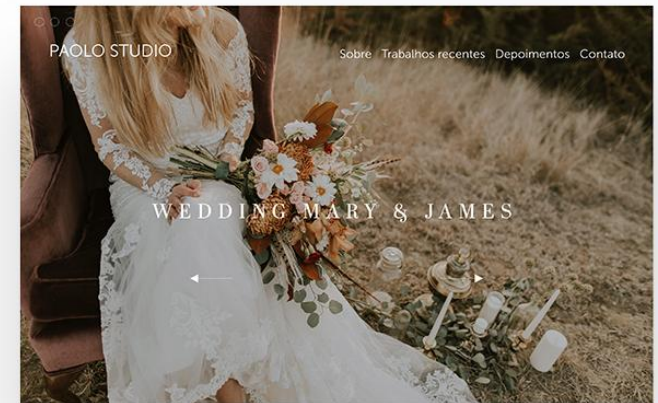 PAOLO STUDIO
Sobre Trabalhos recentes Depoimentos Contato
WEDDING MARY & JAMES